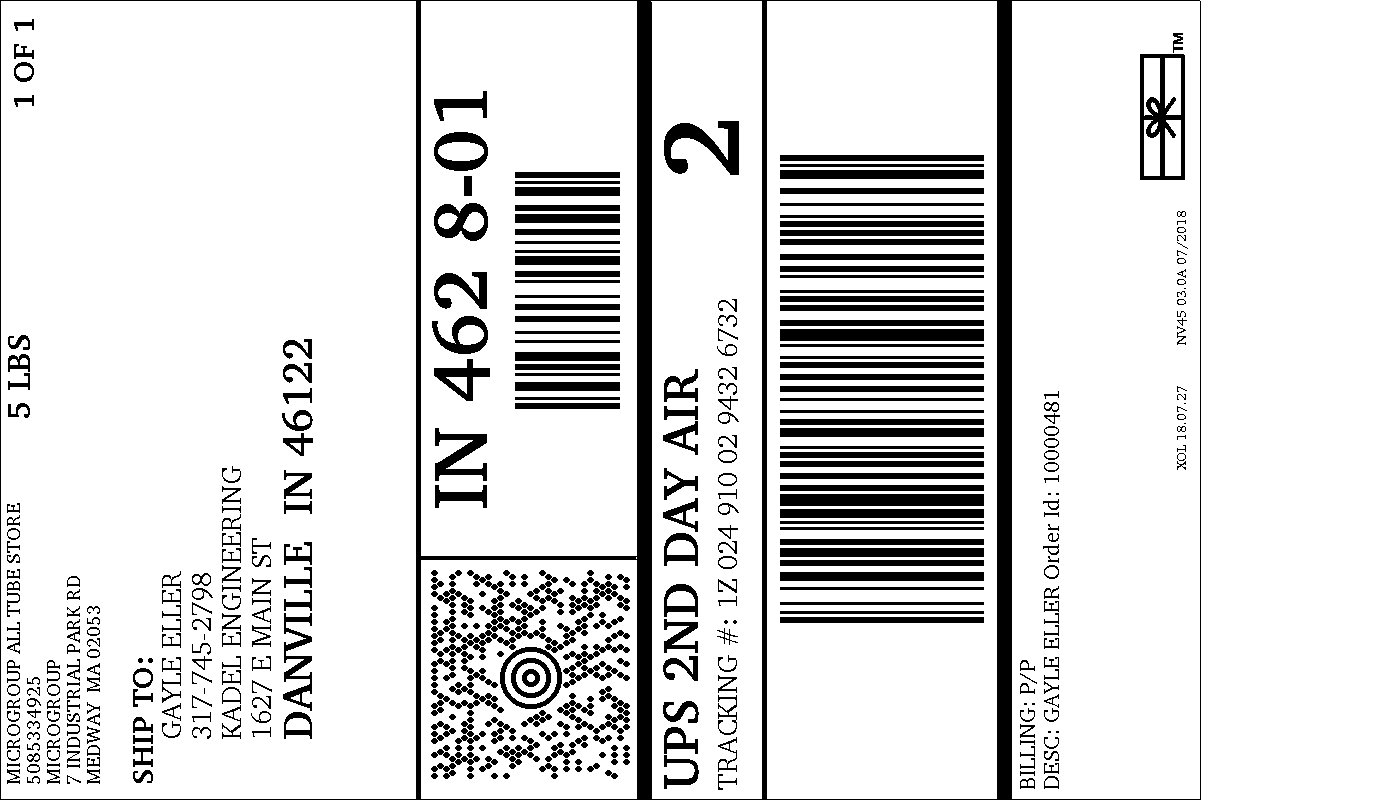 MICROGROUP ALL TUBE STORE
5085334925
MICROGROUP
7 INDUSTRIAL PARK RD
MEDWAY MA 02053
5 LBS
1 OF 1
SHIP TO:
GAYLE ELLER
317-745-2798
KADEL ENGINEERING
1627 E MAIN ST
DANVILLE IN 46122
IN 462 8-01
UPS 2ND DAY AIR
2
TRACKING #: 1Z 024 910 02 9432 6732
BILLING: P/P
DESC: GAYLE ELLER Order Id: 10000481
XOL 18.07.27 NV45 03.0A 07/2018
TM